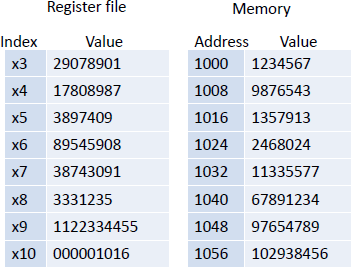 Register file Memory
Index Value Address Value
x3 29078901 1000 1234567
x4 17808987 1008 9876543
x5 3897409 1016 1357913
x6 89545908 1024 2468024
x7 38743091 1032 11335577
x8 3331235 1040 67891234
x9 1122334455 1048 97654789
x10 000001016 1056 102938456